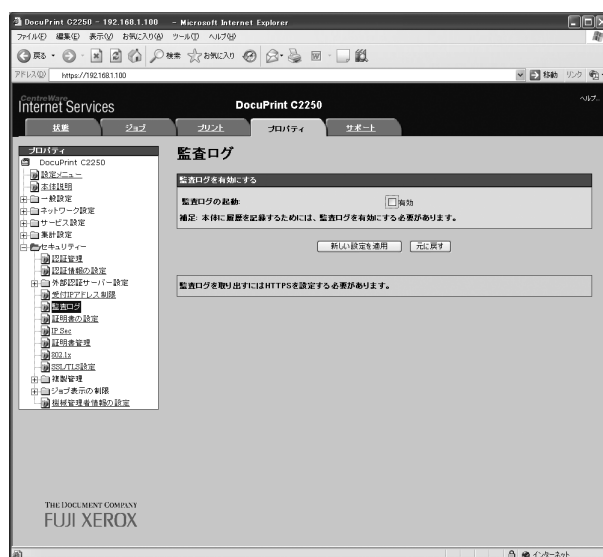 DocuPrint C2250 - 192.168.1.100 - Microsoft Internet Explorer
ファイル(F) 編集(E) 表示(V) お気に入り(A) ツール(T) ヘルプ(H)
戻る 検索 お気に入り
アドレス(D) https://192.168.1.100 移動 リンク
CentreWare
Internet Services
DocuPrint C2250
ヘルプ..
状態 ジョブ プリント プロパティ サポート
プロパティ
DocuPrint C2250
設定メニュー
本体説明
一般設定
ネットワーク設定
サービス設定
集計設定
セキュリティー
認証管理
認証情報の設定
外部認証サーバー設定
受付IPアドレス制限
監査ログ
証明書の設定
IP Sec
証明書管理
802.1x
SSL/TLS設定
複製管理
ジョブ表示の制限
機械管理者情報の設定
監査ログ
監査ログを有効にする
監査ログの起動: 有効
補足: 本体に履歴を記録するためには、監査ログを有効にする必要があります。
新しい設定を適用 元に戻す
監査ログを取り出すにはHTTPSを設定する必要があります。
THE DOCUMENT COMPANY
FUJI XEROX
インターネット